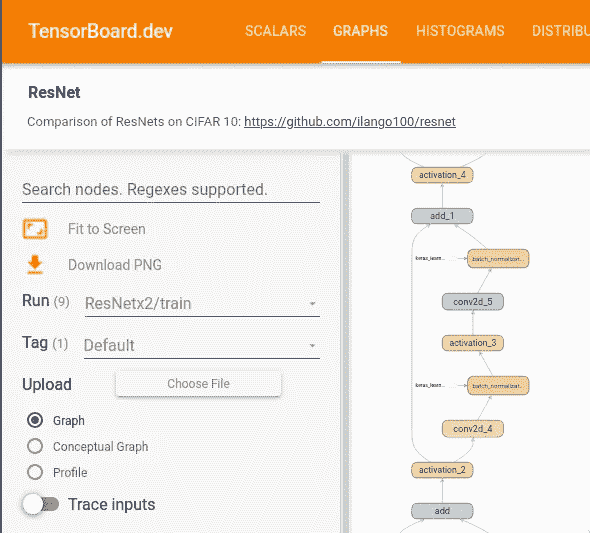 TensorBoard.dev SCALARS GRAPHS HISTOGRAMS DISTRIBU
ResNet
Comparison of ResNets on CIFAR 10: https://github.com/ilango100/resnet
Search nodes. Regexes supported.
Fit to Screen
Download PNG
Run (9) ResNetx2/train
Tag (1) Default
Upload Choose File
Graph
Conceptual Graph
Profile
Trace inputs
activation_4
add_1
batch_normalizat...
conv2d_5
activation_3
batch_normalizat...
conv2d_4
activation_2
add